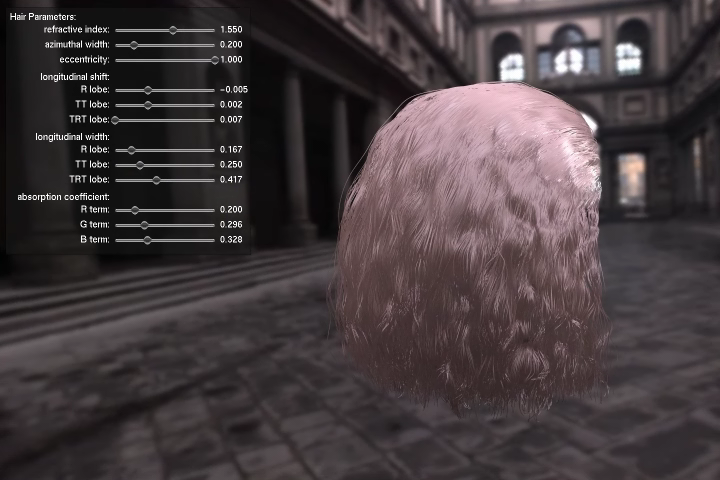 Hair Parameters:
refractive index: 1.550
azimuthal width: 0.200
eccentricity: 1.000
longitudinal shift:
R lobe: −0.005
TT lobe: 0.002
TRT lobe: 0.007
longitudinal width:
R lobe: 0.167
TT lobe: 0.250
TRT lobe: 0.417
absorption coefficient:
R term: 0.200
G term: 0.296
B term: 0.328